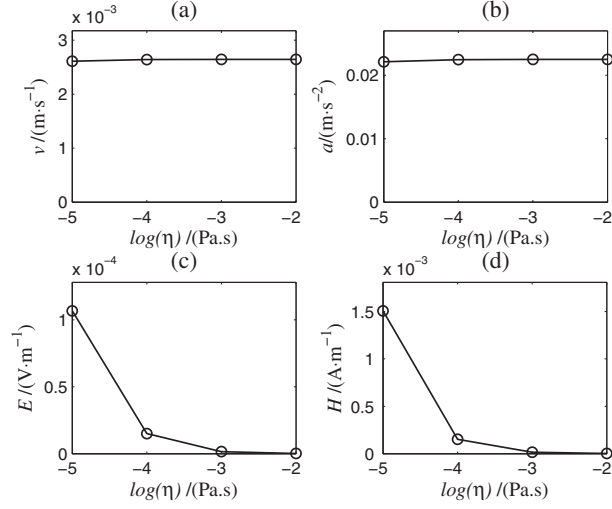 (a)
x 10⁻³
3
2
1
0
v/(m·s⁻¹)
−5 −4 −3 −2
log(η) /(Pa.s)
(b)
0.02
0.01
0
a/(m·s⁻²)
−5 −4 −3 −2
log(η) /(Pa.s)
(c)
x 10⁻⁴
1
0.5
0
E /(V·m⁻¹)
−5 −4 −3 −2
log(η) /(Pa.s)
(d)
x 10⁻³
1.5
1
0.5
0
H /(A·m⁻¹)
−5 −4 −3 −2
log(η) /(Pa.s)